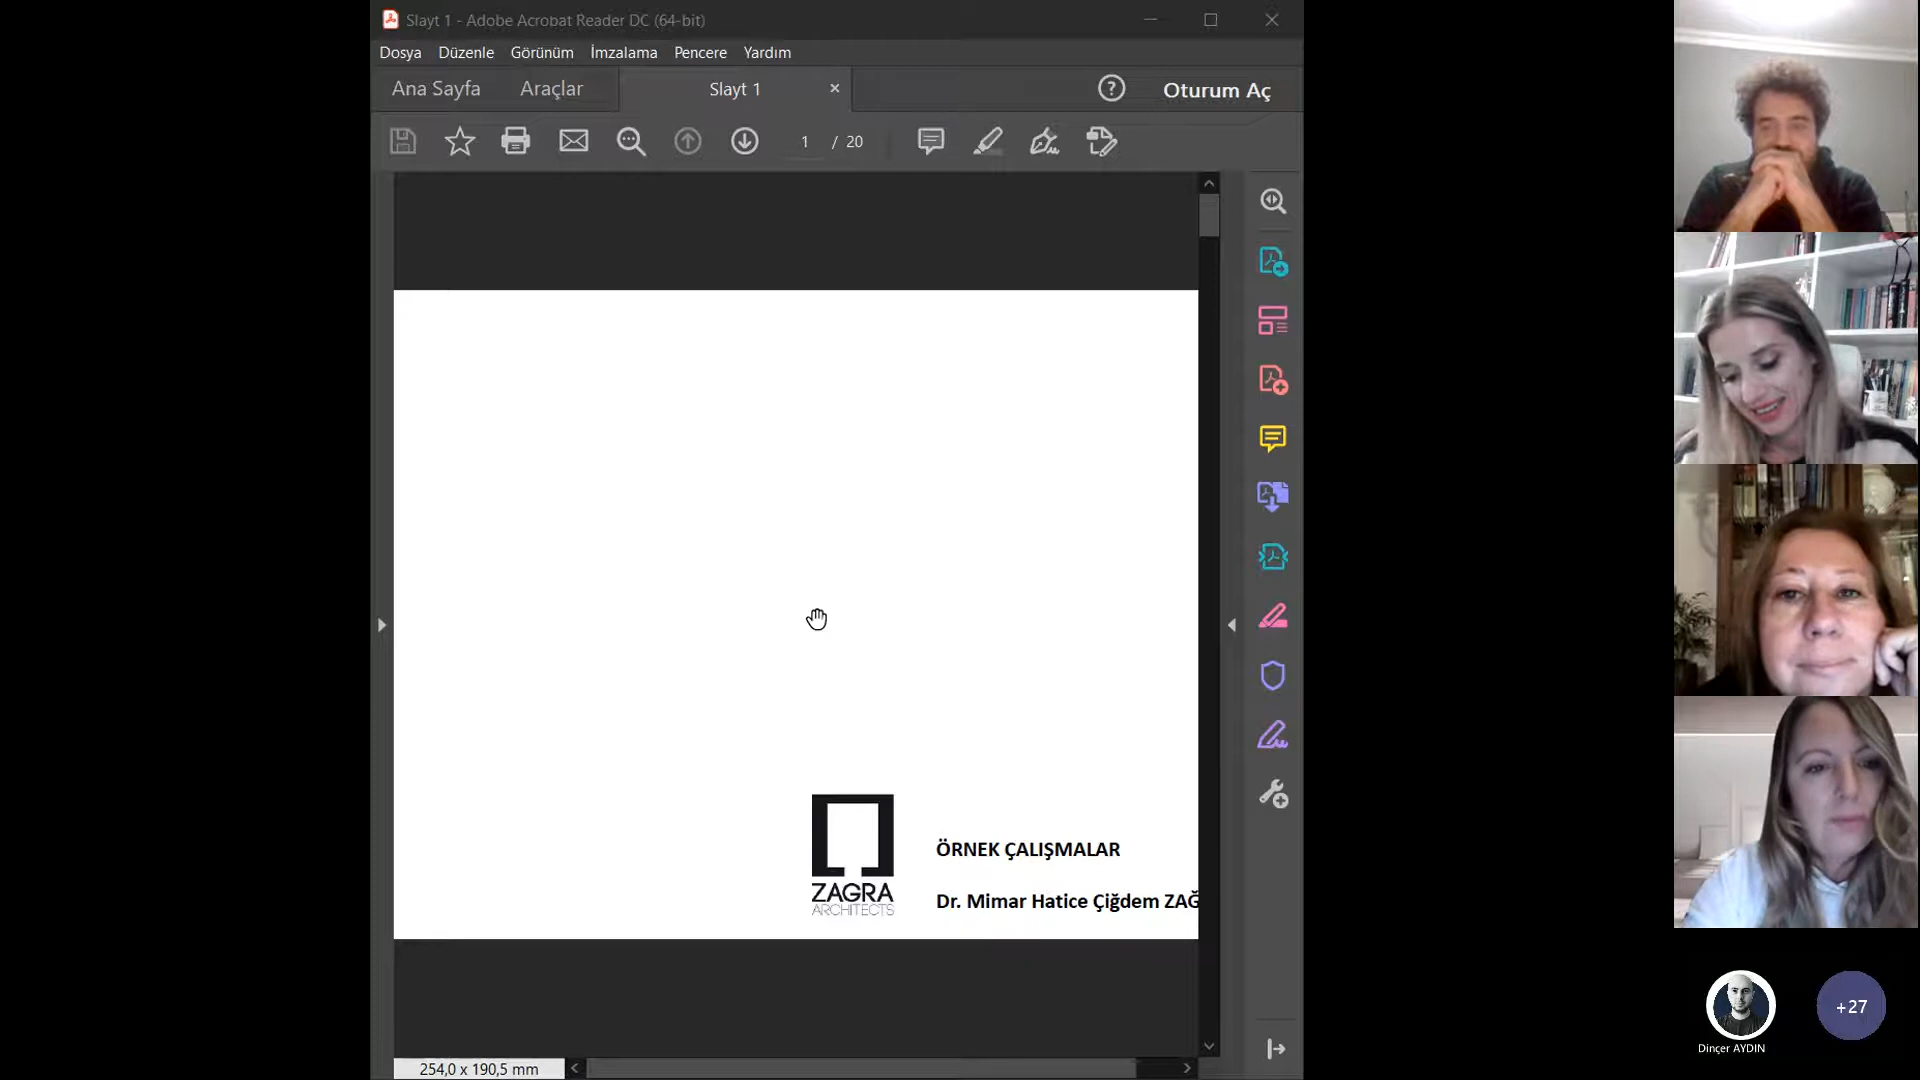 Slayt 1 - Adobe Acrobat Reader DC (64-bit)
Dosya Düzenle Görünüm İmzalama Pencere Yardım
Ana Sayfa Araçlar Slayt 1 Oturum Aç
1 / 20
ÖRNEK ÇALIŞMALAR
ZAGRA
ARCHITECTS
Dr. Mimar Hatice Çiğdem ZAĞ
254,0 x 190,5 mm
+27
Dinçer AYDIN